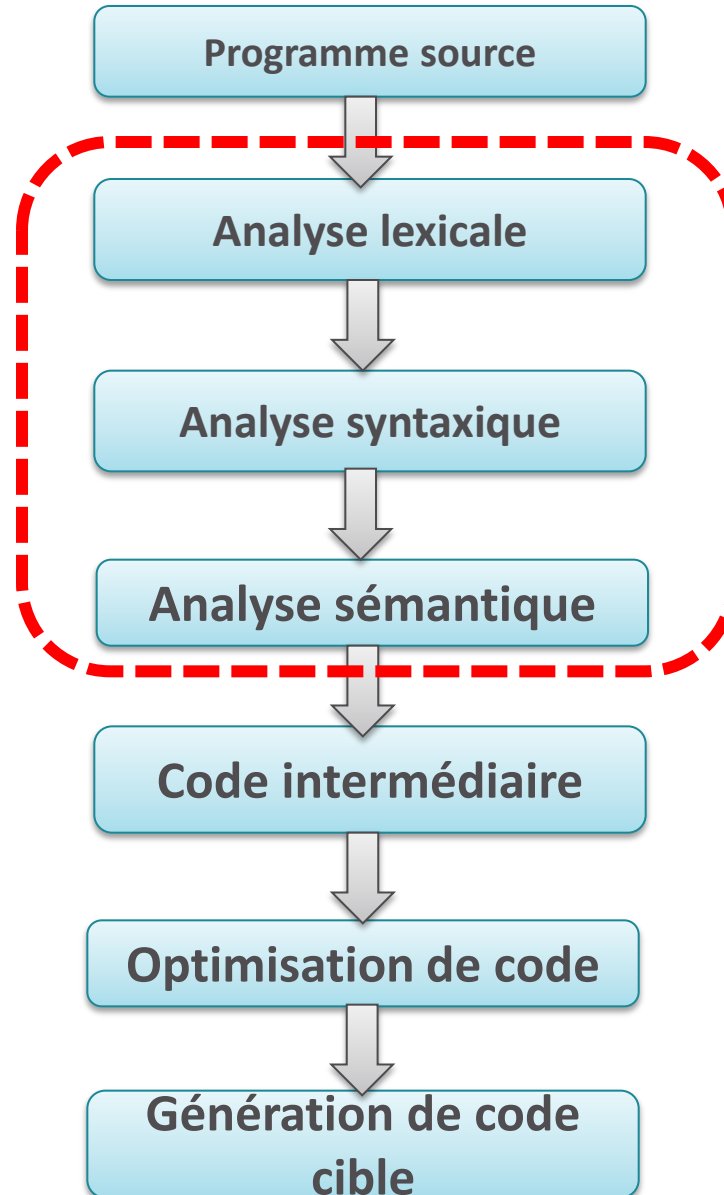 Programme source
Analyse lexicale
Analyse syntaxique
Analyse sémantique
Code intermédiaire
Optimisation de code
Génération de code
cible